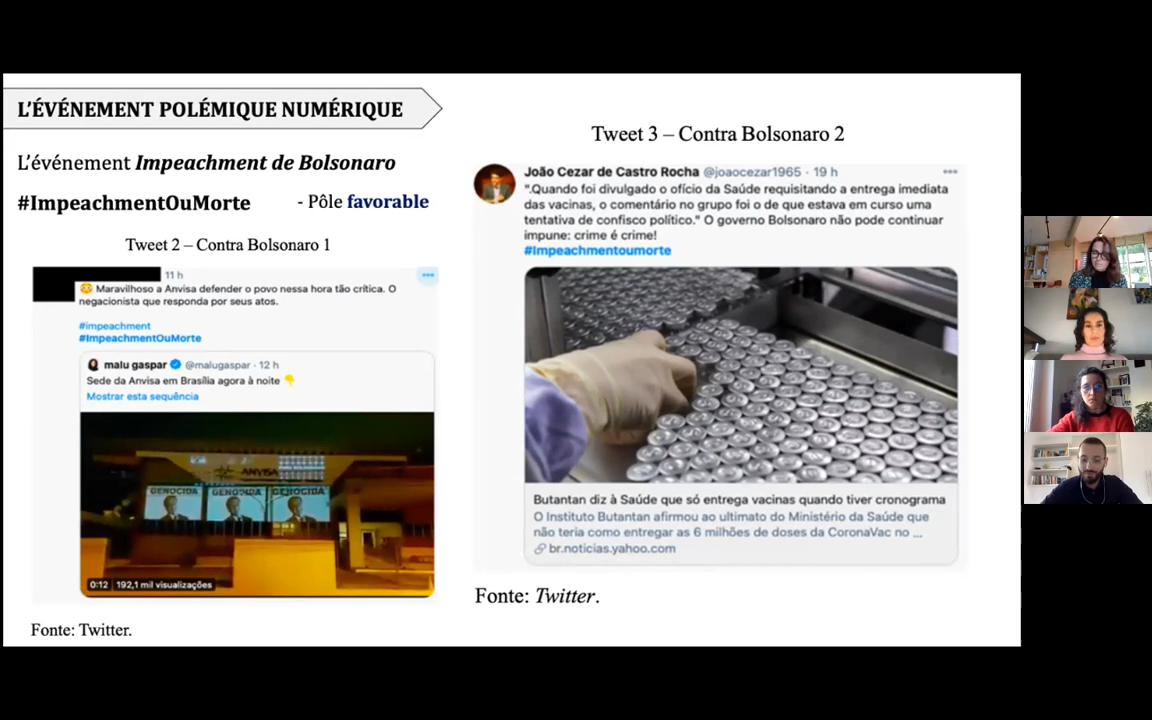 L'ÉVÉNEMENT POLÉMIQUE NUMÉRIQUE
L'événement Impeachment de Bolsonaro
#ImpeachmentOuMorte - Pôle favorable
Tweet 2 – Contra Bolsonaro 1
11 h
😳 Maravilhoso a Anvisa defender o povo nessa hora tão crítica. O
negacionista que responda por seus atos.
#impeachment
#ImpeachmentOuMorte
malu gaspar @malugaspar · 12 h
Sede da Anvisa em Brasília agora à noite 👇
Mostrar esta sequência
ANVISA
GENOCIDA GENOCIDA GENOCIDA
0:12 192,1 mil visualizações
Fonte: Twitter.
Tweet 3 – Contra Bolsonaro 2
João Cezar de Castro Rocha @joaocezar1965 · 19 h
".Quando foi divulgado o ofício da Saúde requisitando a entrega imediata
das vacinas, o comentário no grupo foi o de que estava em curso uma
tentativa de confisco político." O governo Bolsonaro não pode continuar
impune: crime é crime!
#Impeachmentoumorte
Butantan diz à Saúde que só entrega vacinas quando tiver cronograma
O Instituto Butantan afirmou ao ultimato do Ministério da Saúde que
não teria como entregar as 6 milhões de doses da CoronaVac no ...
br.noticias.yahoo.com
Fonte: Twitter.